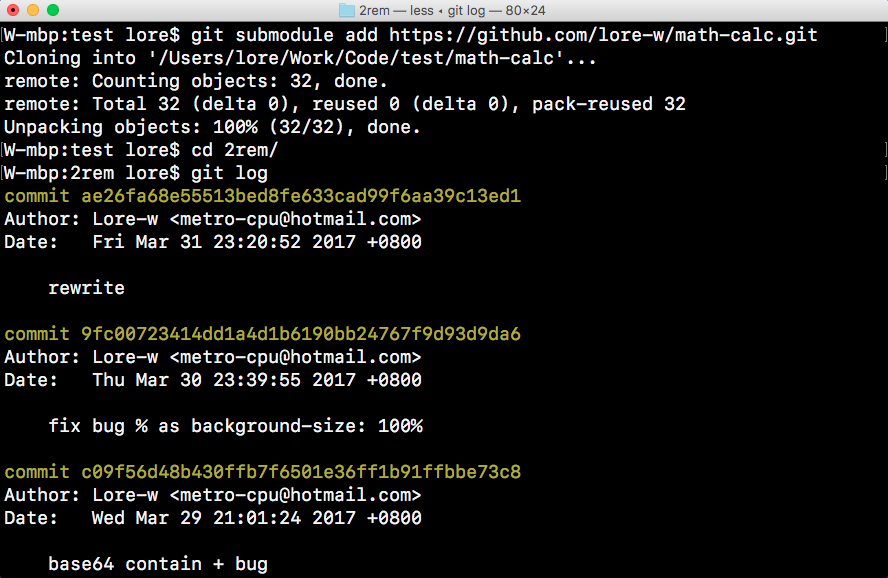 2rem — less ◂ git log — 80×24
[W-mbp:test lore$ git submodule add https://github.com/lore-w/math-calc.git ]
Cloning into '/Users/lore/Work/Code/test/math-calc'...
remote: Counting objects: 32, done.
remote: Total 32 (delta 0), reused 0 (delta 0), pack-reused 32
Unpacking objects: 100% (32/32), done.
[W-mbp:test lore$ cd 2rem/ ]
[W-mbp:2rem lore$ git log ]
commit ae26fa68e55513bed8fe633cad99f6aa39c13ed1
Author: Lore-w <metro-cpu@hotmail.com>
Date:   Fri Mar 31 23:20:52 2017 +0800
rewrite
commit 9fc00723414dd1a4d1b6190bb24767f9d93d9da6
Author: Lore-w <metro-cpu@hotmail.com>
Date:   Thu Mar 30 23:39:55 2017 +0800
fix bug % as background-size: 100%
commit c09f56d48b430ffb7f6501e36ff1b91ffbbe73c8
Author: Lore-w <metro-cpu@hotmail.com>
Date:   Wed Mar 29 21:01:24 2017 +0800
base64 contain + bug